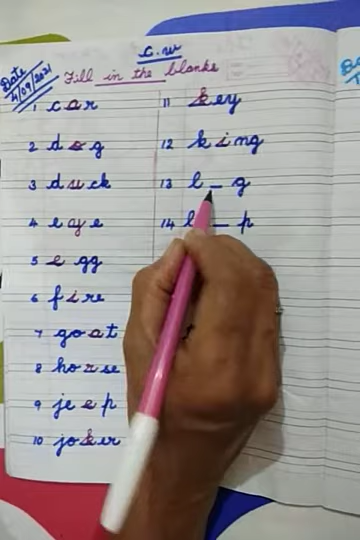 C.W
Date
4/09/2021
Fill in the blanks
1 car
2 dog
3 duck
4 eye
5 egg
6 fire
7 goat
8 horse
9 jeep
10 joker
11 key
12 king
13 l_g
14 l_p